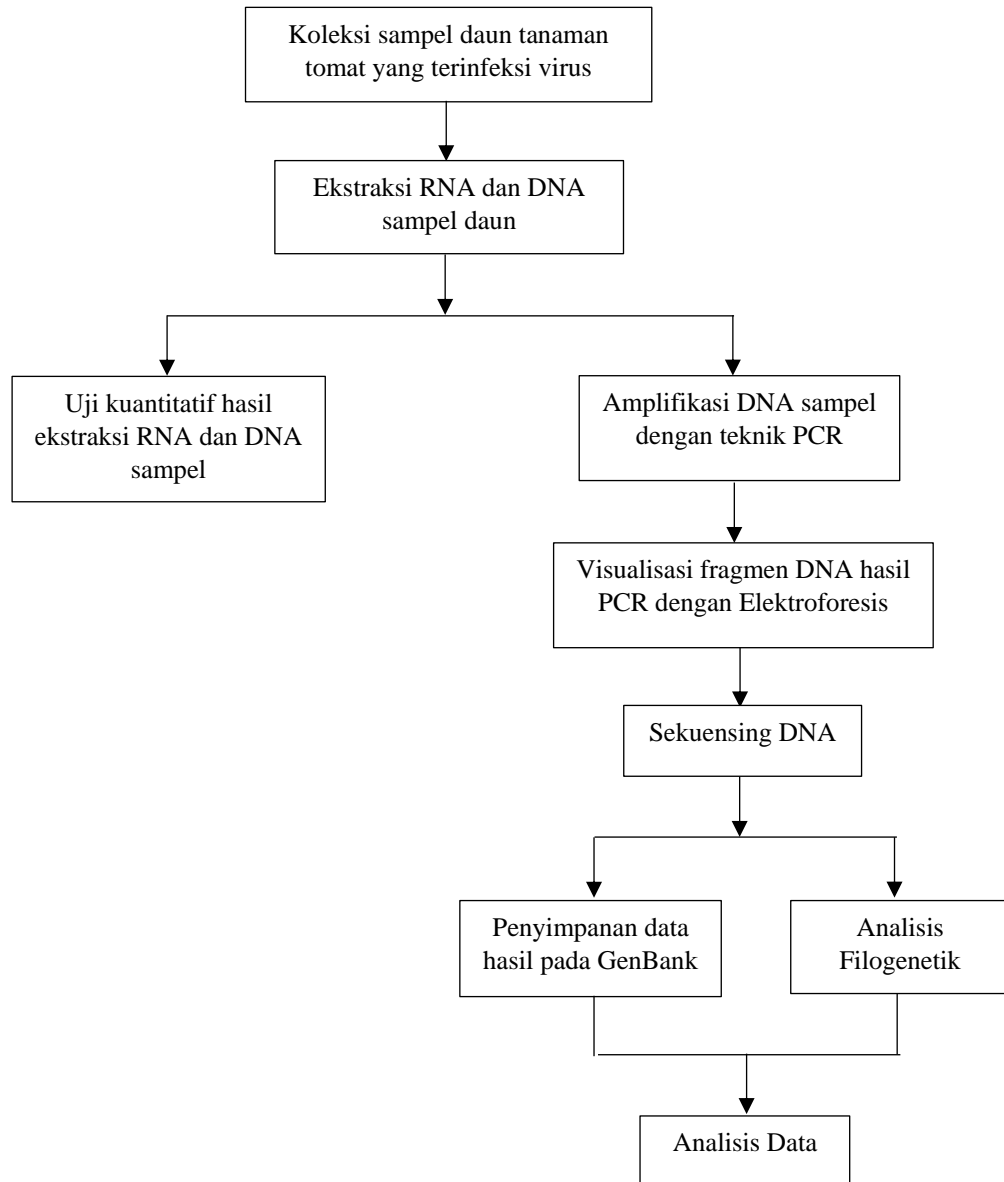 Koleksi sampel daun tanaman
tomat yang terinfeksi virus
Ekstraksi RNA dan DNA
sampel daun
Uji kuantitatif hasil
ekstraksi RNA dan DNA
sampel
Amplifikasi DNA sampel
dengan teknik PCR
Visualisasi fragmen DNA hasil
PCR dengan Elektroforesis
Sekuensing DNA
Penyimpanan data
hasil pada GenBank
Analisis
Filogenetik
Analisis Data